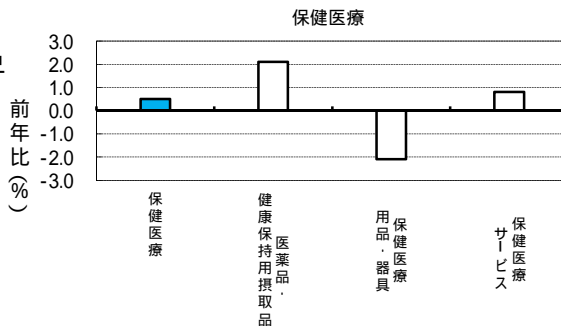 保健医療
3.0
2.0
1.0
0.0
-1.0
-2.0
-3.0
前年比(%)
保健医療
医薬品・
健康保持用摂取品
保健医療
用品・器具
保健医療
サービス